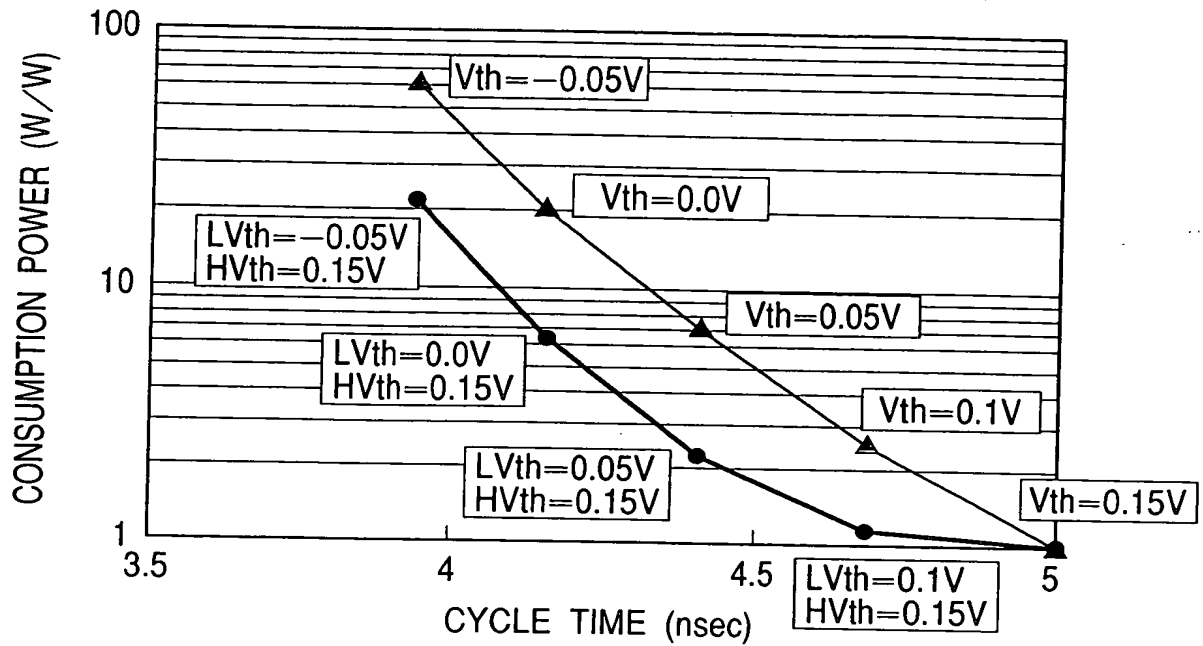 100
10
1
CONSUMPTION POWER (W/W)
Vth=−0.05V
Vth=0.0V
Vth=0.05V
Vth=0.1V
Vth=0.15V
LVth=−0.05V
HVth=0.15V
LVth=0.0V
HVth=0.15V
LVth=0.05V
HVth=0.15V
LVth=0.1V
HVth=0.15V
3.5
4
4.5
5
CYCLE TIME (nsec)